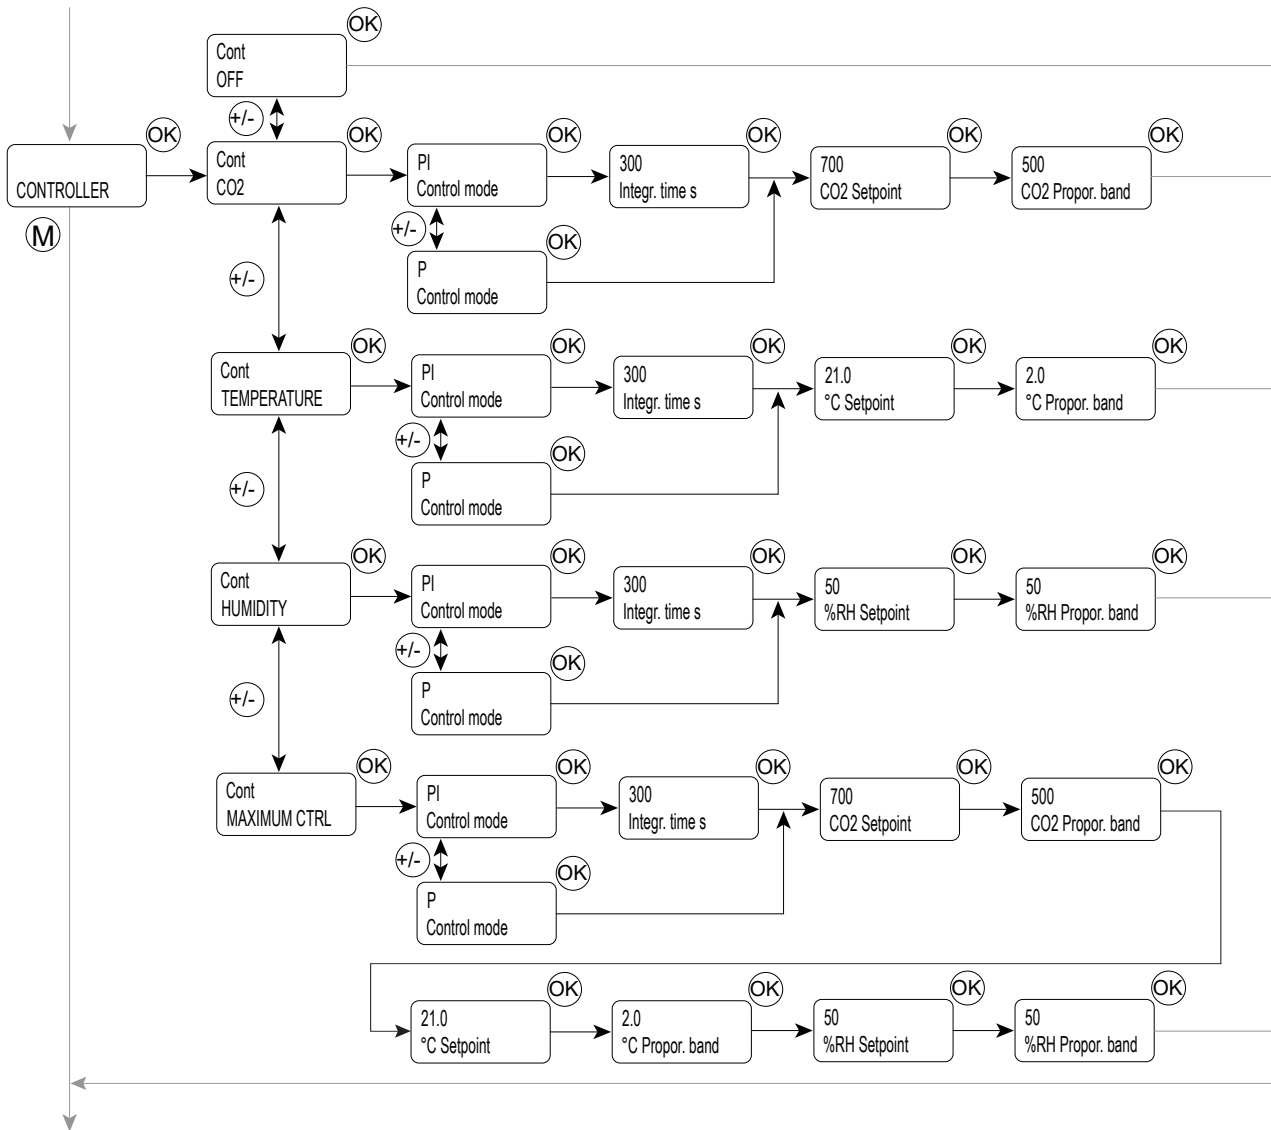 OK
Cont
OFF
+/-
OK
OK
OK
OK
OK
OK
CONTROLLER
Cont
CO2
PI
Control mode
300
Integr. time s
700
CO2 Setpoint
500
CO2 Propor. band
M
+/-
OK
P
Control mode
+/-
OK
OK
OK
OK
OK
Cont
TEMPERATURE
PI
Control mode
300
Integr. time s
21.0
°C Setpoint
2.0
°C Propor. band
+/-
OK
P
Control mode
+/-
OK
OK
OK
OK
OK
Cont
HUMIDITY
PI
Control mode
300
Integr. time s
50
%RH Setpoint
50
%RH Propor. band
+/-
OK
P
Control mode
+/-
OK
OK
OK
OK
OK
Cont
MAXIMUM CTRL
PI
Control mode
300
Integr. time s
700
CO2 Setpoint
500
CO2 Propor. band
+/-
OK
P
Control mode
OK
OK
OK
OK
21.0
°C Setpoint
2.0
°C Propor. band
50
%RH Setpoint
50
%RH Propor. band